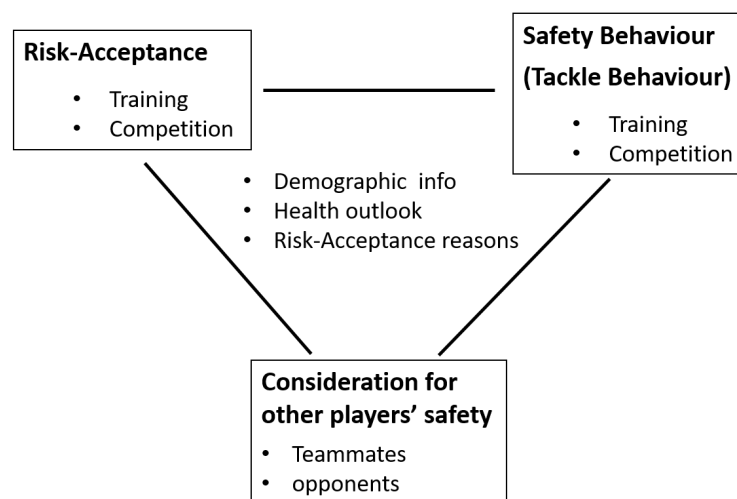 Risk-Acceptance
• Training
• Competition
Safety Behaviour
(Tackle Behaviour)
• Training
• Competition
• Demographic info
• Health outlook
• Risk-Acceptance reasons
Consideration for
other players’ safety
• Teammates
• opponents